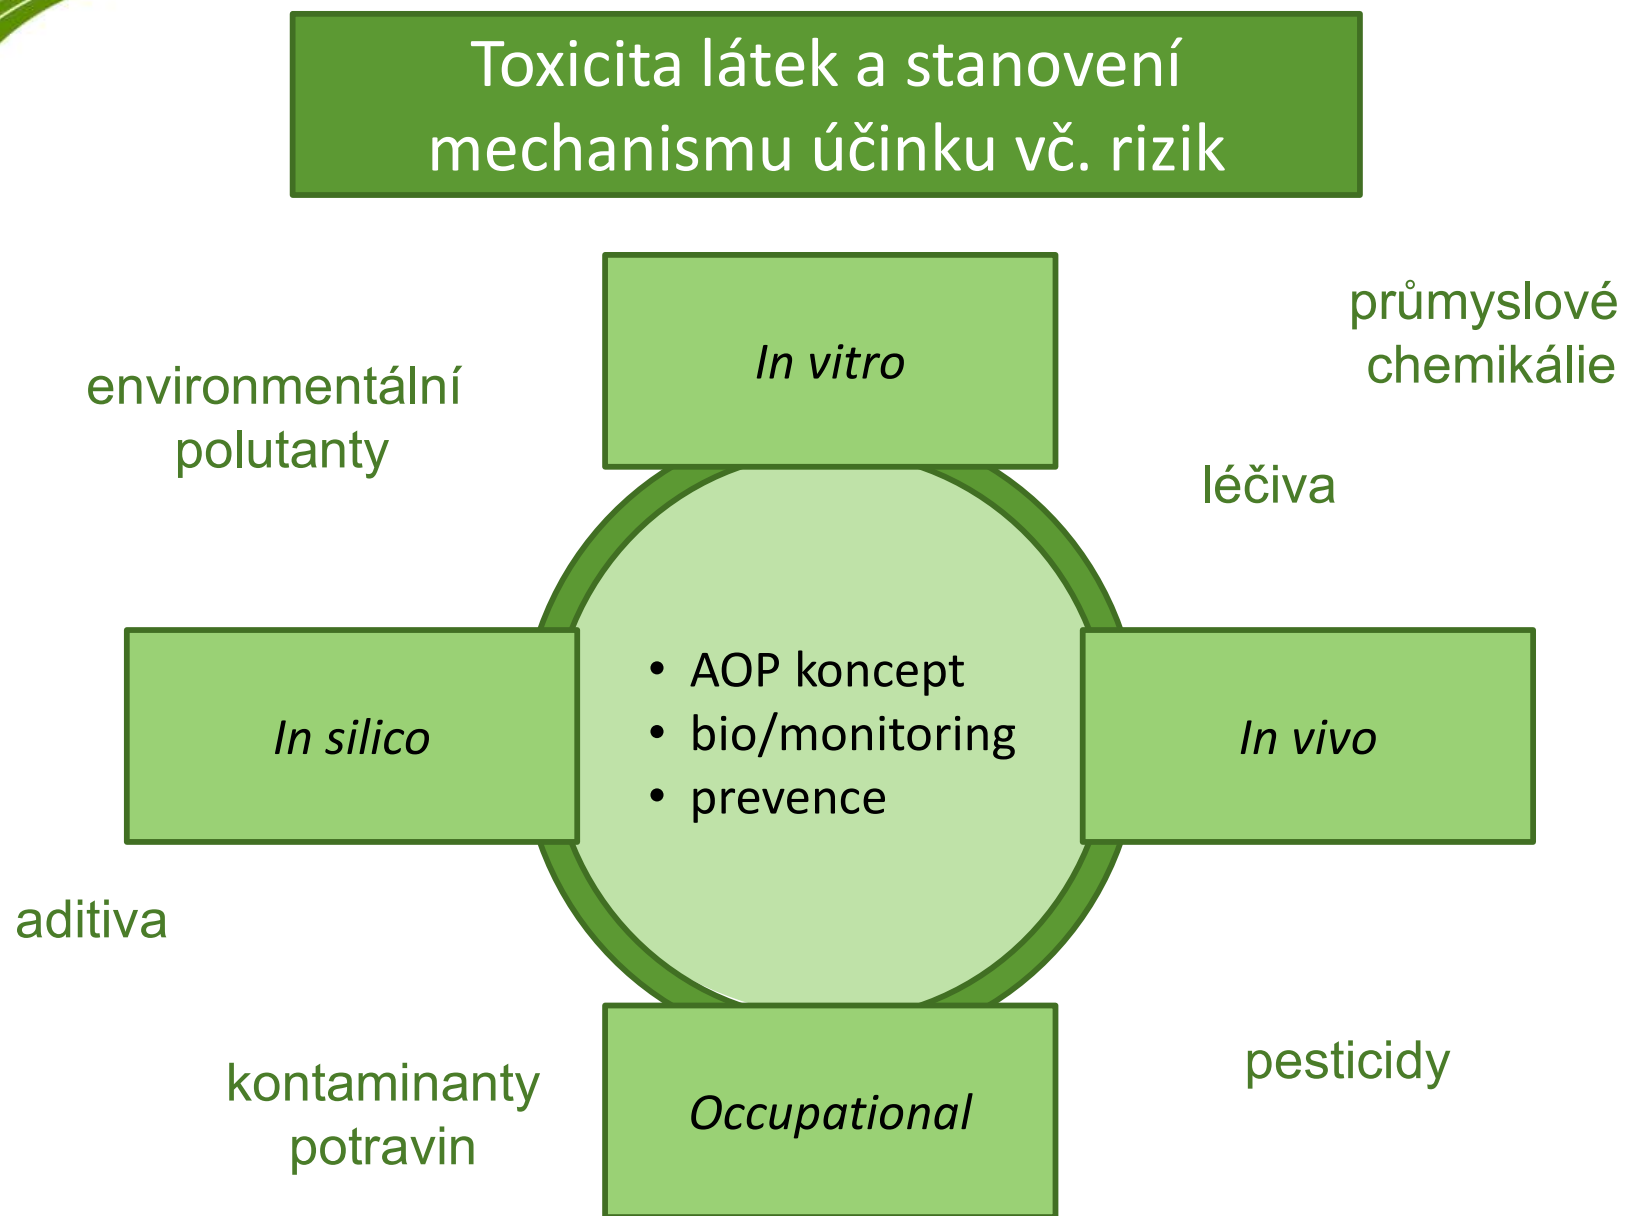 Toxicita látek a stanovení
mechanismu účinku vč. rizik
In vitro
průmyslové
chemikálie
environmentální
polutanty
léčiva
In silico
• AOP koncept
• bio/monitoring
• prevence
In vivo
aditiva
kontaminanty
potravin
Occupational
pesticidy